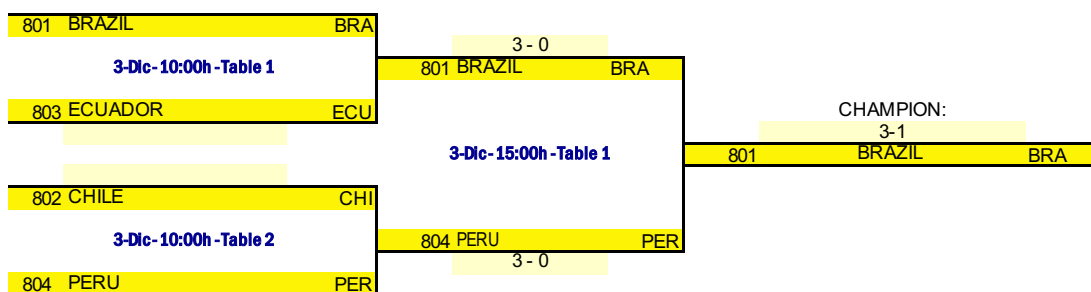 801 BRAZIL BRA
3-Dic-10:00h-Table 1
803 ECUADOR ECU
802 CHILE CHI
3-Dic-10:00h-Table 2
804 PERU PER
3 - 0
801 BRAZIL BRA
3-Dic-15:00h-Table 1
804 PERU PER
3 - 0
CHAMPION:
3-1
801 BRAZIL BRA